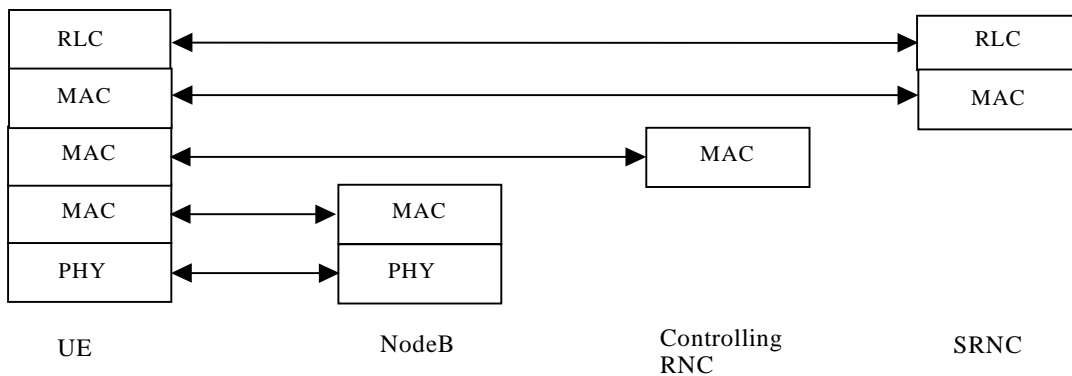 RLC RLC
MAC MAC
MAC MAC
MAC MAC
PHY PHY
UE NodeB Controlling RNC SRNC